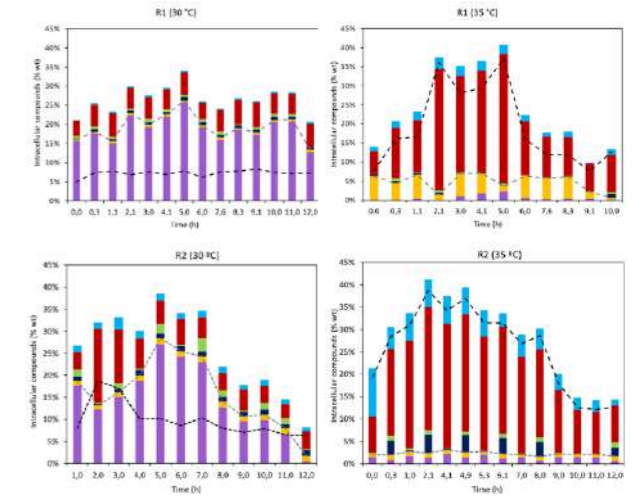 R1 (30 °C)
Intracellular compounds (% wt)
45%
40%
35%
30%
25%
20%
15%
10%
5%
0%
0,0 0,3 1,1 2,1 3,0 4,1 5,0 6,0 7,6 8,3 9,1 10,0 11,0 12,0
Time (h)
R1 (35 °C)
Intracellular compounds (% wt)
45%
40%
35%
30%
25%
20%
15%
10%
5%
0%
0,0 0,3 1,1 2,1 3,2 4,1 5,0 6,0 7,6 8,3 9,1 10,0
Time (h)
R2 (30 ºC)
Intracellular compounds (% wt)
45%
40%
35%
30%
25%
20%
15%
10%
5%
0%
1,0 2,0 3,0 4,0 5,0 6,0 7,0 8,0 9,0 10,0 11,0 12,0
Time (h)
R2 (35 ºC)
Intracellular compounds (% wt)
45%
40%
35%
30%
25%
20%
15%
10%
5%
0%
0,0 0,3 1,0 2,1 4,1 4,9 5,3 6,1 7,0 8,0 9,0 10,0 11,0 12,0
Time (h)